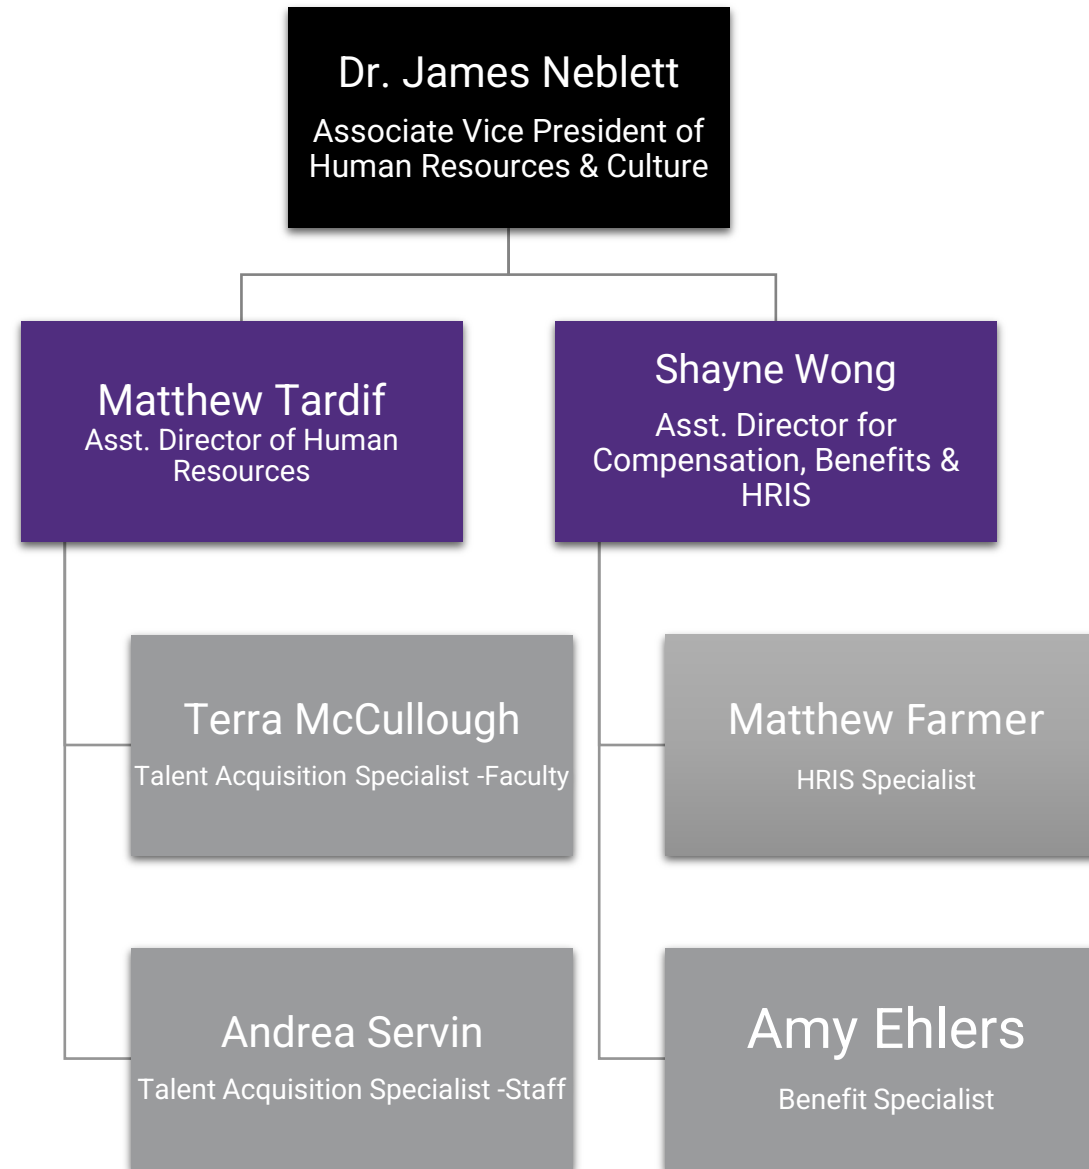 Dr. James Neblett
Associate Vice President of
Human Resources & Culture
Matthew Tardif
Asst. Director of Human
Resources
Shayne Wong
Asst. Director for
Compensation, Benefits &
HRIS
Terra McCullough
Talent Acquisition Specialist -Faculty
Matthew Farmer
HRIS Specialist
Andrea Servin
Talent Acquisition Specialist -Staff
Amy Ehlers
Benefit Specialist